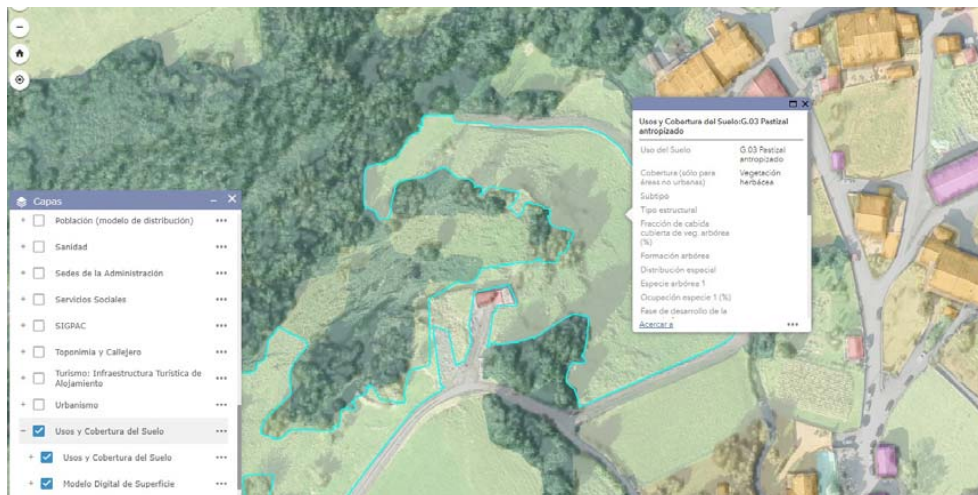 Capas
Población (modelo de distribución)
Sanidad
Sedes de la Administración
Servicios Sociales
SIGPAC
Toponimia y Callejero
Turismo: Infraestructura Turística de
Alojamiento
Urbanismo
Usos y Cobertura del Suelo
Usos y Cobertura del Suelo
Modelo Digital de Superficie
Usos y Cobertura del Suelo:G.03 Pastizal
antropizado
Uso del Suelo G.03 Pastizal
antropizado
Cobertura (sólo para Vegetación
áreas no urbanas) herbácea
Subtipo
Tipo estructural
Fracción de cabida
cubierta de veg. arbórea
(%)
Formación arbórea
Distribución espacial
Especie arbórea 1
Ocupación especie 1 (%)
Fase de desarrollo de la
Acercar a